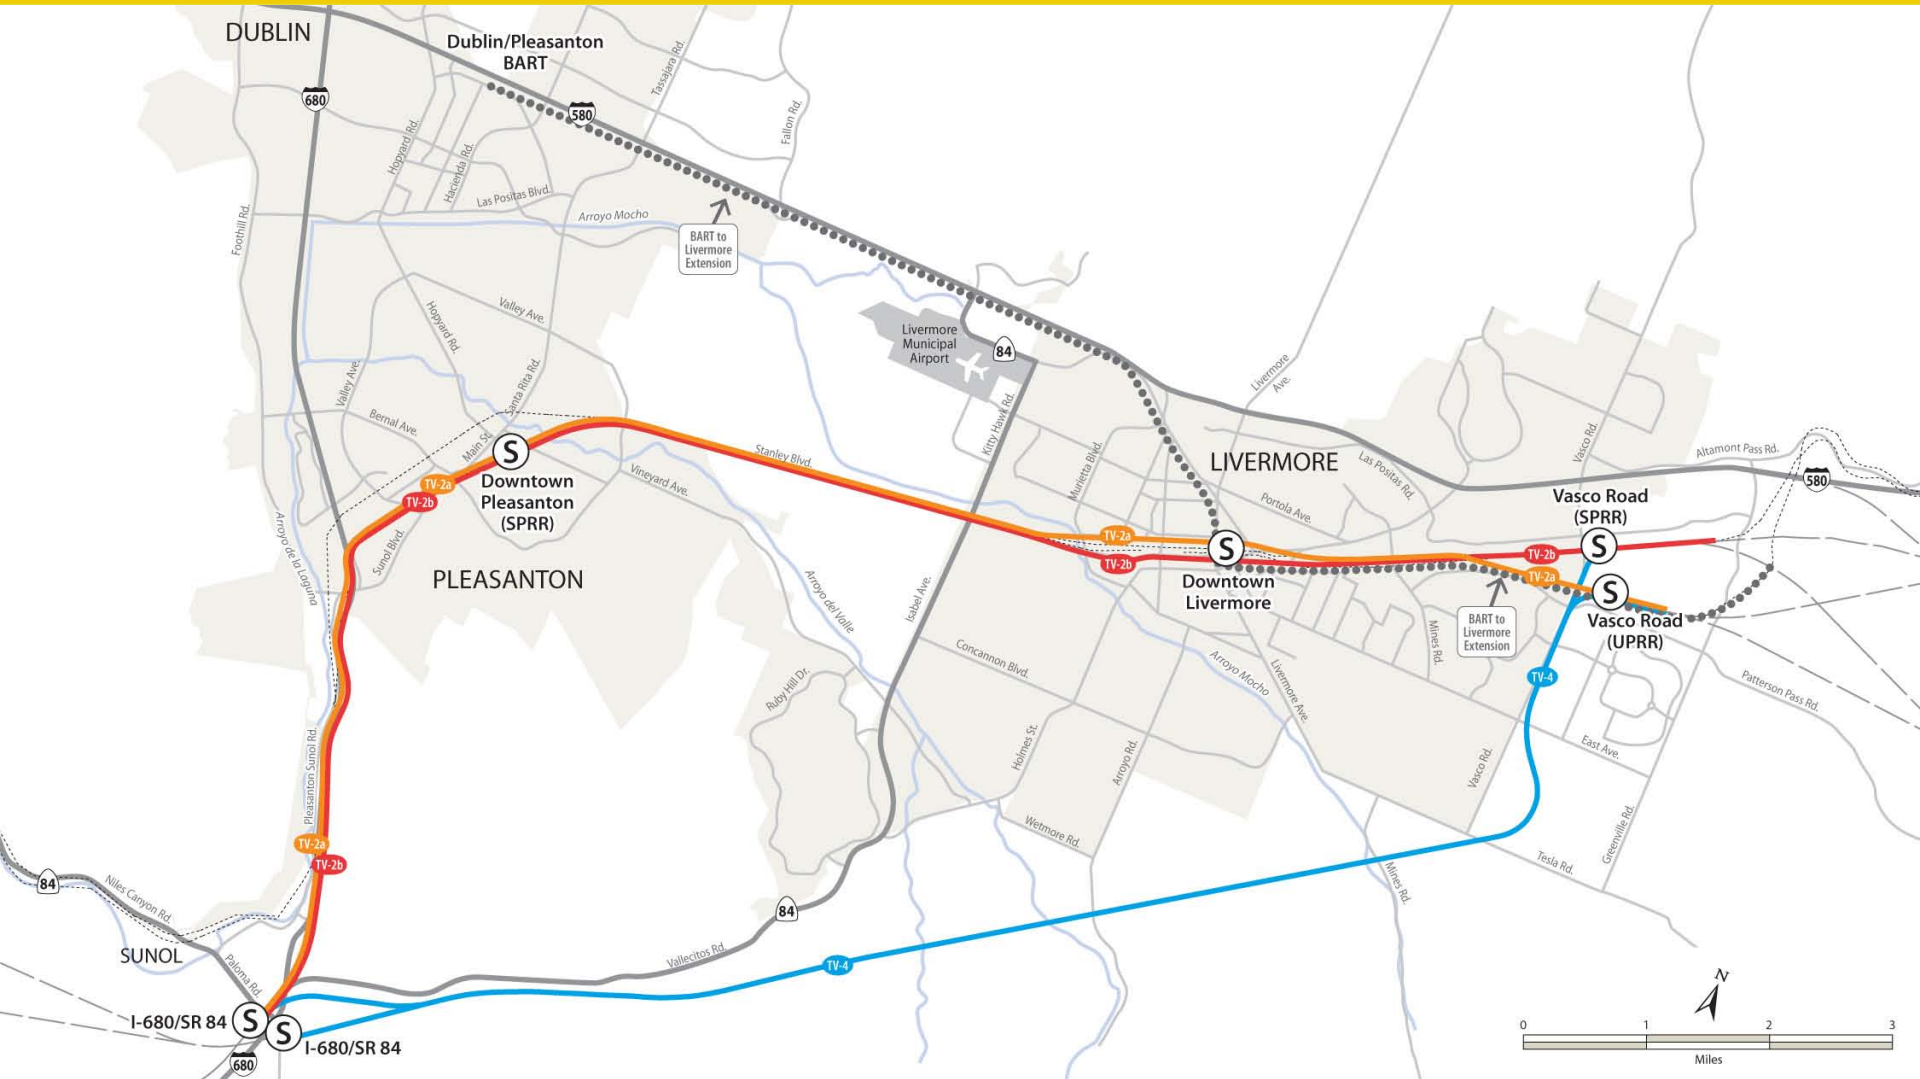 DUBLIN
Dublin/Pleasanton
BART
680
580
Tassajara Rd.
Fallon Rd.
Hopyard Rd.
Hacienda Rd.
Las Positas Blvd.
Foothill Rd.
Arroyo Mocho
BART to
Livermore
Extension
Valley Ave.
Hopyard Rd.
Livermore
Municipal
Airport
84
Livermore
Ave.
Valley Ave.
Santa Rita Rd.
Bernal Ave.
Main St.
Kitty Hawk Rd.
Stanley Blvd.
Murietta Blvd.
LIVERMORE
Las Positas Rd.
Vasco Rd.
Altamont Pass Rd.
580
S
Downtown
Pleasanton
(SPRR)
TV-2a
TV-2b
Vineyard Ave.
Portola Ave.
Vasco Road
(SPRR)
S
Sunol Blvd.
Arroyo de la Laguna
PLEASANTON
TV-2a
TV-2b
S
Downtown
Livermore
TV-2b
TV-2a
S
Vasco Road
(UPRR)
BART to
Livermore
Extension
Arroyo del Valle
Isabel Ave.
Concannon Blvd.
Arroyo Mocho
Livermore Ave.
Mines Rd.
TV-4
Patterson Pass Rd.
Ruby Hill Dr.
Holmes St.
Arroyo Rd.
Vasco Rd.
East Ave.
Pleasanton Sunol Rd.
TV-2a
TV-2b
Wetmore Rd.
Greenville Rd.
Tesla Rd.
Mines Rd.
84
Niles Canyon Rd.
84
SUNOL
Paloma Rd.
Vallecitos Rd.
TV-4
I-680/SR 84
S
S
I-680/SR 84
680
N
0 1 2 3
Miles